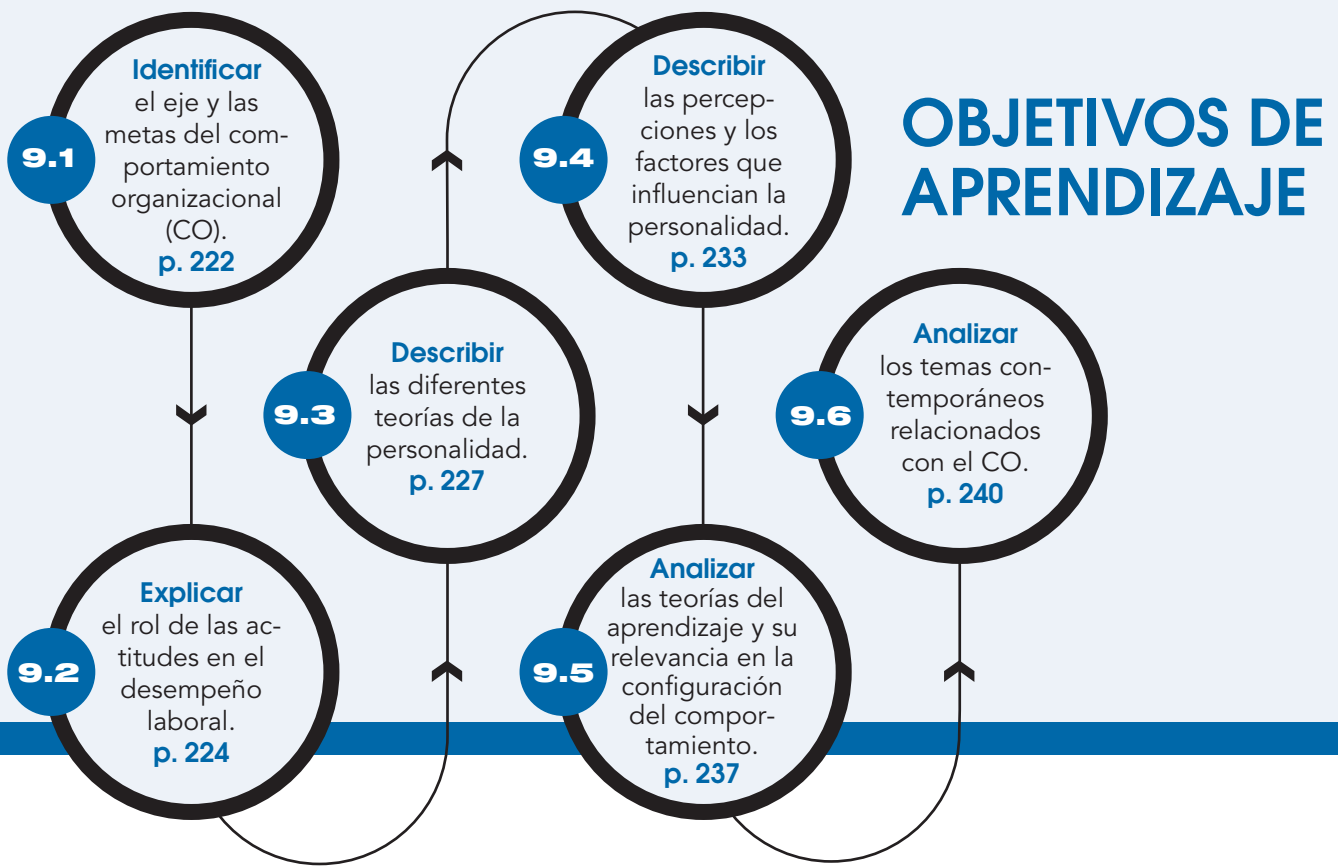 OBJETIVOS DE
APRENDIZAJE
9.1
Identificar
el eje y las
metas del com-
portamiento
organizacional
(CO).
p. 222
9.2
Explicar
el rol de las ac-
titudes en el
desempeño
laboral.
p. 224
9.3
Describir
las diferentes
teorías de la
personalidad.
p. 227
9.4
Describir
las percep-
ciones y los
factores que
influencian la
personalidad.
p. 233
9.5
Analizar
las teorías del
aprendizaje y su
relevancia en la
configuración
del compor-
tamiento.
p. 237
9.6
Analizar
los temas con-
temporáneos
relacionados
con el CO.
p. 240